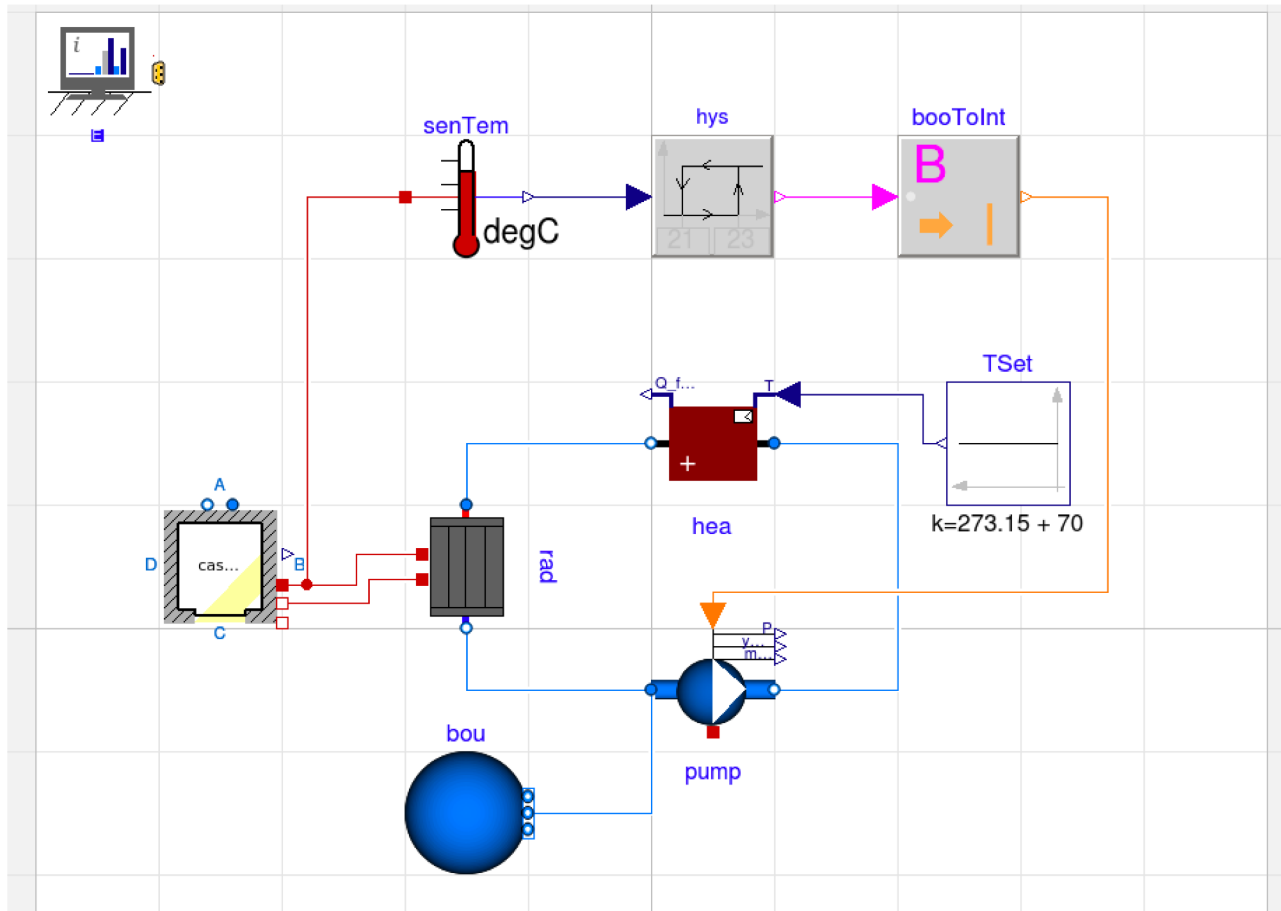 i
senTem
hys
booToInt
B
degC
21
23
TSet
Q_f...
T
k=273.15 + 70
hea
A
D
cas...
B
C
rad
P
y...
m...
bou
pump